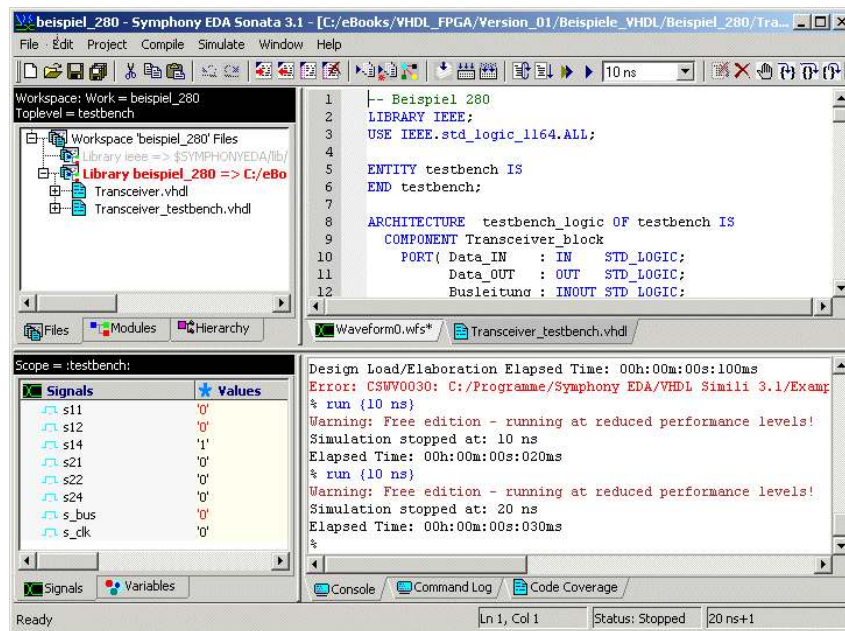 beispiel_280 - Symphony EDA Sonata 3.1 - [C:/eBooks/VHDL_FPGA/Version_01/Beispiele_VHDL/Beispiel_280/Tra...
File Edit Project Compile Simulate Window Help
10 ns
Workspace: Work = beispiel_280
Toplevel = testbench
Workspace 'beispiel_280' Files
Library ieee => $SYMPHONYEDA/lib/
Library beispiel_280 => C:/eBo
Transceiver.vhdl
Transceiver_testbench.vhdl
Files Modules Hierarchy
1 -- Beispiel 280
2 LIBRARY IEEE;
3 USE IEEE.std_logic_1164.ALL;
4
5 ENTITY testbench IS
6 END testbench;
7
8 ARCHITECTURE testbench_logic OF testbench IS
9 COMPONENT Transceiver_block
10 PORT( Data_IN : IN STD_LOGIC;
11 Data_OUT : OUT STD_LOGIC;
12 Busleitung : INOUT STD_LOGIC;
Waveform0.wfs* Transceiver_testbench.vhdl
Scope = :testbench:
Signals Values
s11 '0'
s12 '0'
s14 '1'
s21 '0'
s22 '0'
s24 '0'
s_bus '0'
s_clk '0'
Signals Variables
Design Load/Elaboration Elapsed Time: 00h:00m:00s:100ms
Error: CSWV0030: C:/Programme/Symphony EDA/VHDL Simili 3.1/Examp
% run {10 ns}
Warning: Free edition - running at reduced performance levels!
Simulation stopped at: 10 ns
Elapsed Time: 00h:00m:00s:020ms
% run {10 ns}
Warning: Free edition - running at reduced performance levels!
Simulation stopped at: 20 ns
Elapsed Time: 00h:00m:00s:030ms
%
Console Command Log Code Coverage
Ready Ln 1, Col 1 Status: Stopped 20 ns+1